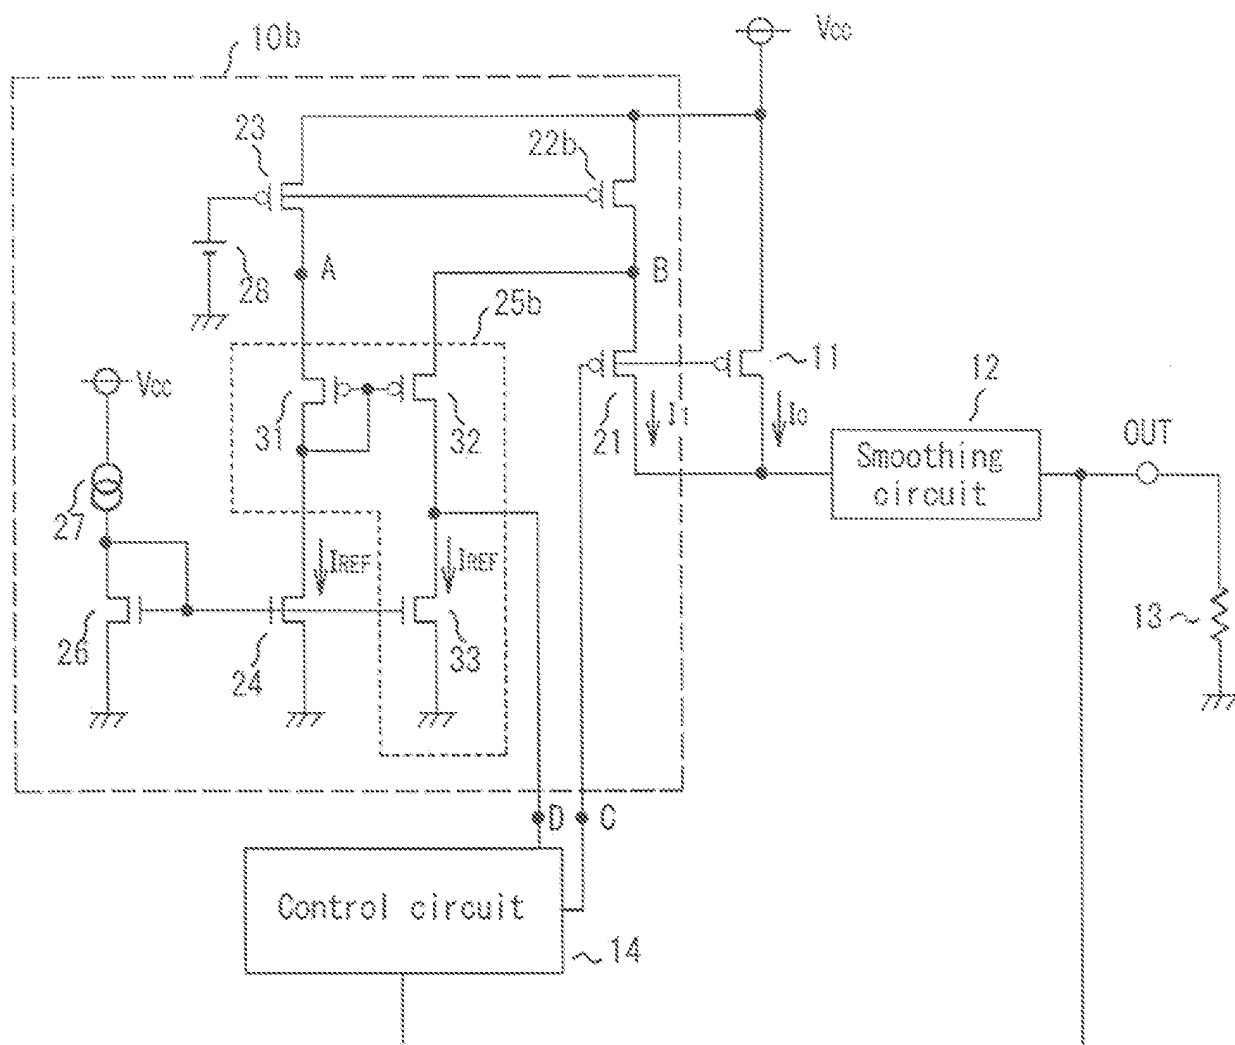 10b
Vcc
23
22b
A
B
28
25b
Vcc
11
12
31
32
21
I1
I0
OUT
Smoothing
circuit
27
IREF
IREF
13
26
24
33
D
C
Control circuit
14